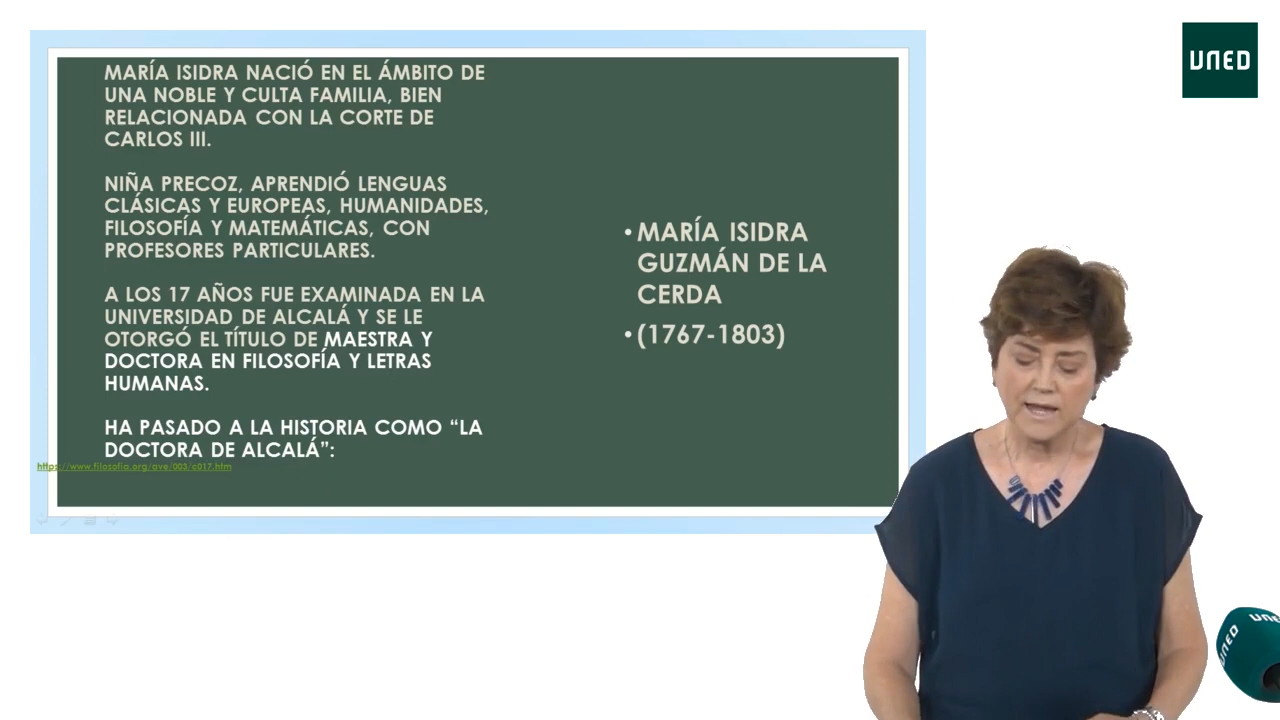 MARÍA ISIDRA NACIÓ EN EL ÁMBITO DE
UNA NOBLE Y CULTA FAMILIA, BIEN
RELACIONADA CON LA CORTE DE
CARLOS III.
NIÑA PRECOZ, APRENDIÓ LENGUAS
CLÁSICAS Y EUROPEAS, HUMANIDADES,
FILOSOFÍA Y MATEMÁTICAS, CON
PROFESORES PARTICULARES.
A LOS 17 AÑOS FUE EXAMINADA EN LA
UNIVERSIDAD DE ALCALÁ Y SE LE
OTORGÓ EL TÍTULO DE MAESTRA Y
DOCTORA EN FILOSOFÍA Y LETRAS
HUMANAS.
HA PASADO A LA HISTORIA COMO “LA
DOCTORA DE ALCALÁ”:
https://www.filosofia.org/ave/003/c017.htm
• MARÍA ISIDRA
GUZMÁN DE LA
CERDA
• (1767-1803)
UNED
UNED
UNE